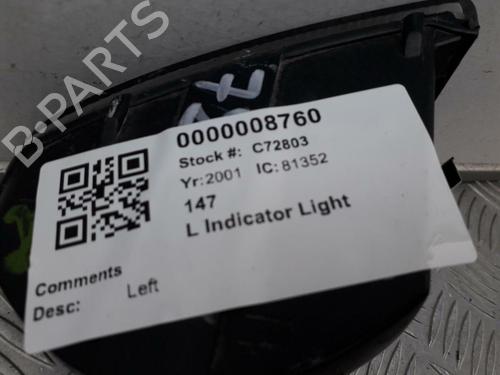 B-PARTS
0000008760
Stock #: C72803
Yr:2001 IC:81352
147
L Indicator Light
Comments
Desc: Left